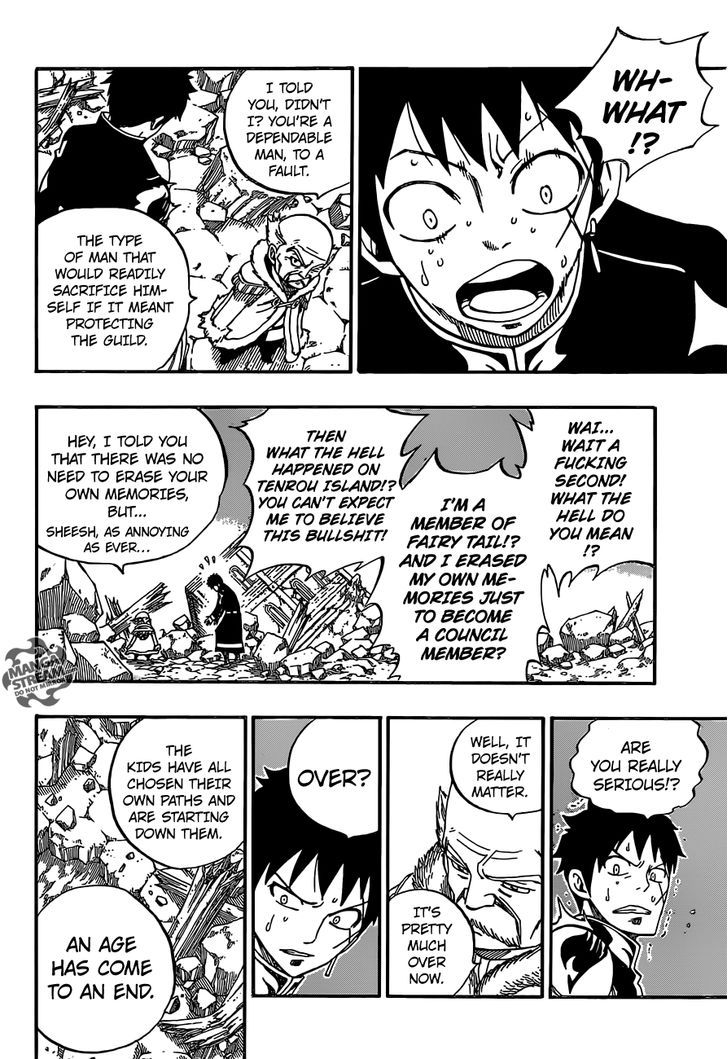 WH-
WHAT
!?
I TOLD
YOU, DIDN'T
I? YOU'RE A
DEPENDABLE
MAN, TO A
FAULT.
THE TYPE
OF MAN THAT
WOULD READILY
SACRIFICE HIM-
SELF IF IT MEANT
PROTECTING
THE GUILD.
WAI...
WAIT A
FUCKING
SECOND!
WHAT THE
HELL DO
YOU MEAN
!?
I'M A
MEMBER OF
FAIRY TAIL!?
AND I ERASED
MY OWN ME-
MORIES JUST
TO BECOME
A COUNCIL
MEMBER?
THEN
WHAT THE HELL
HAPPENED ON
TENROU ISLAND!?
YOU CAN'T EXPECT
ME TO BELIEVE
THIS BULLSHIT!
HEY, I TOLD YOU
THAT THERE WAS NO
NEED TO ERASE YOUR
OWN MEMORIES,
BUT...
SHEESH, AS ANNOYING
AS EVER...
MANGA
STREAM
DO NOT MIRROR
ARE
YOU REALLY
SERIOUS!?
WELL, IT
DOESN'T
REALLY
MATTER.
IT'S
PRETTY
MUCH
OVER
NOW.
OVER?
THE
KIDS HAVE ALL
CHOSEN THEIR
OWN PATHS AND
ARE STARTING
DOWN THEM.
AN AGE
HAS COME
TO AN END.